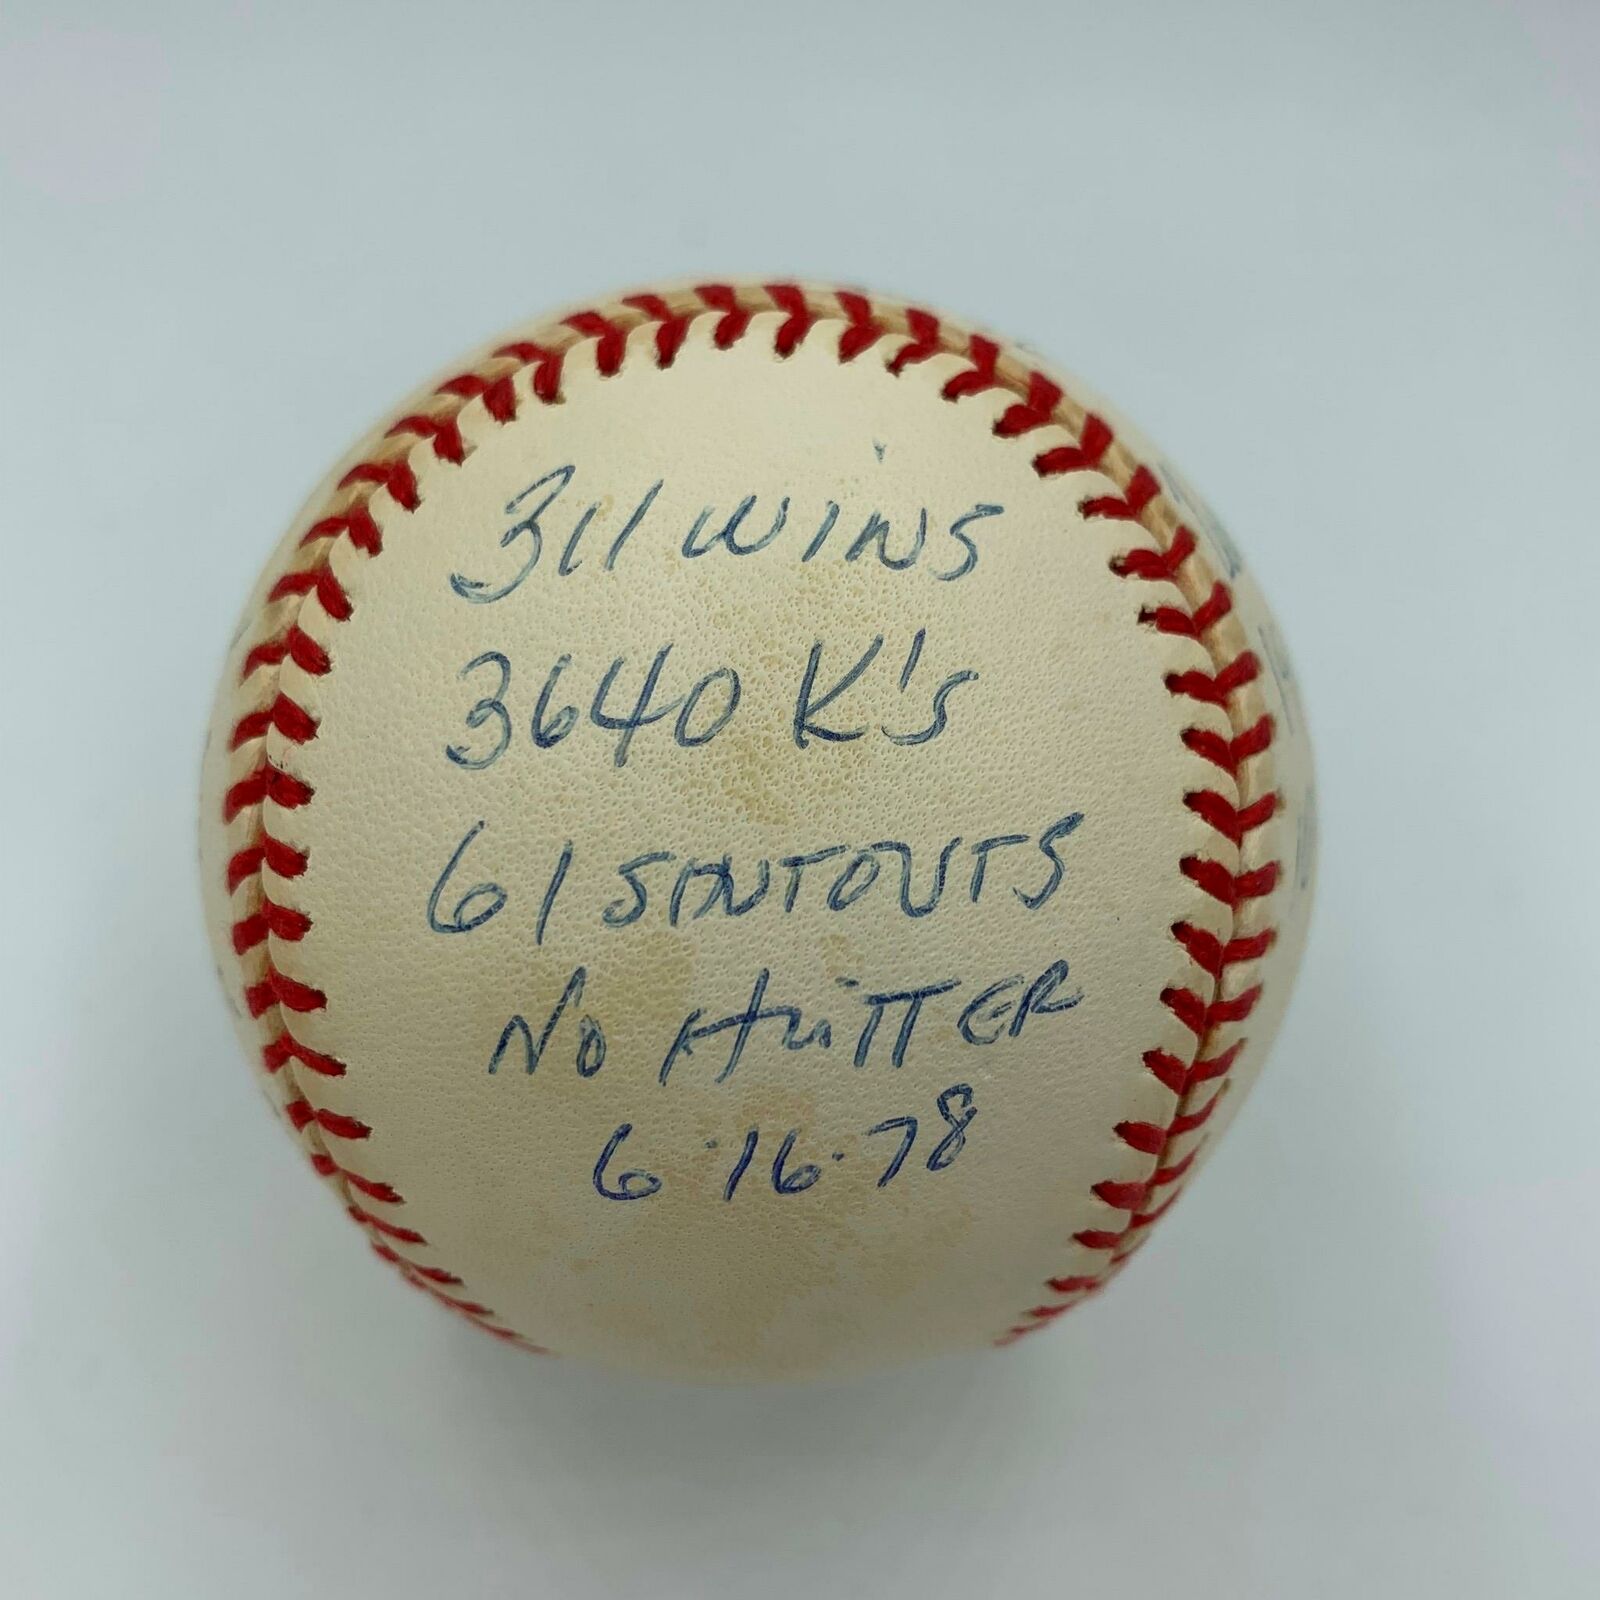 311 WINS
3640 K's
61 SHUTOUTS
NO HITTER
6·16·78